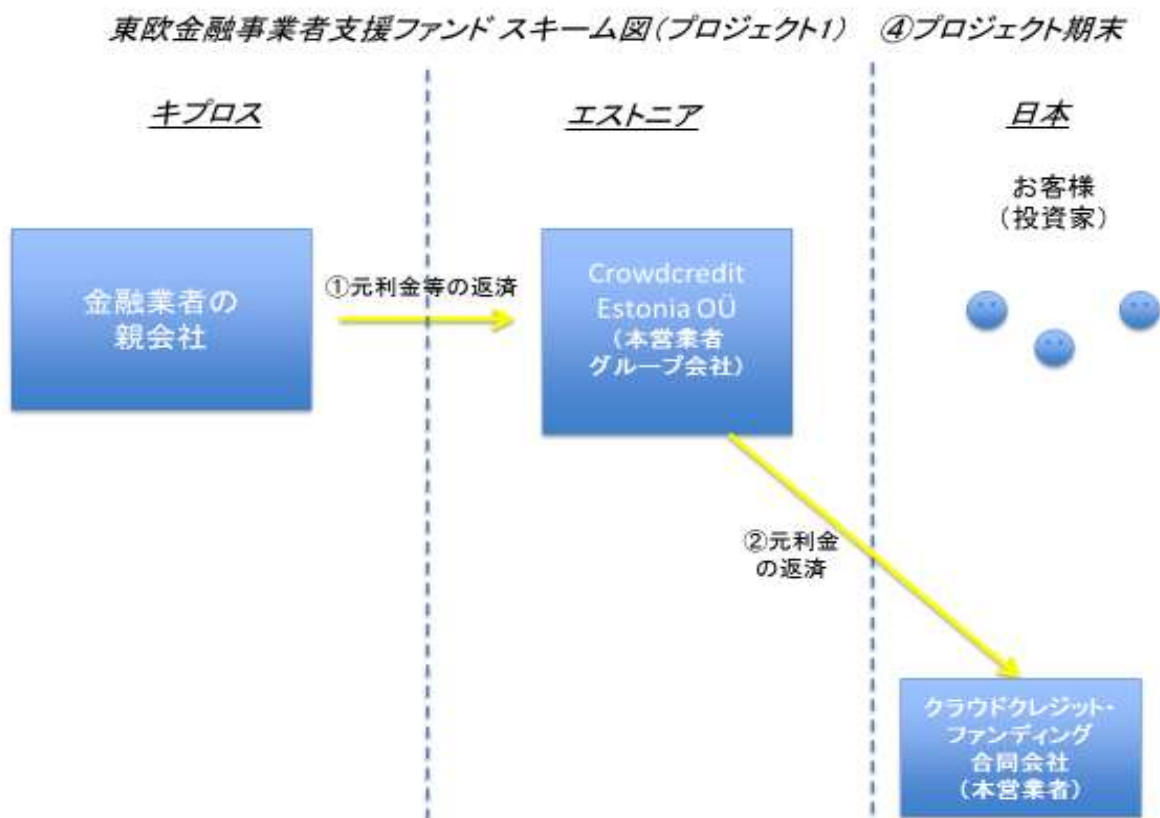 東欧金融事業者支援ファンド スキーム図(プロジェクト1) ④プロジェクト期末
キプロス
エストニア
日本
お客様
(投資家)
金融業者の
親会社
①元利金等の返済
Crowdcredit
Estonia OÜ
(本営業者
グループ会社)
②元利金
の返済
クラウドクレジット・
ファンディング
合同会社
(本営業者)